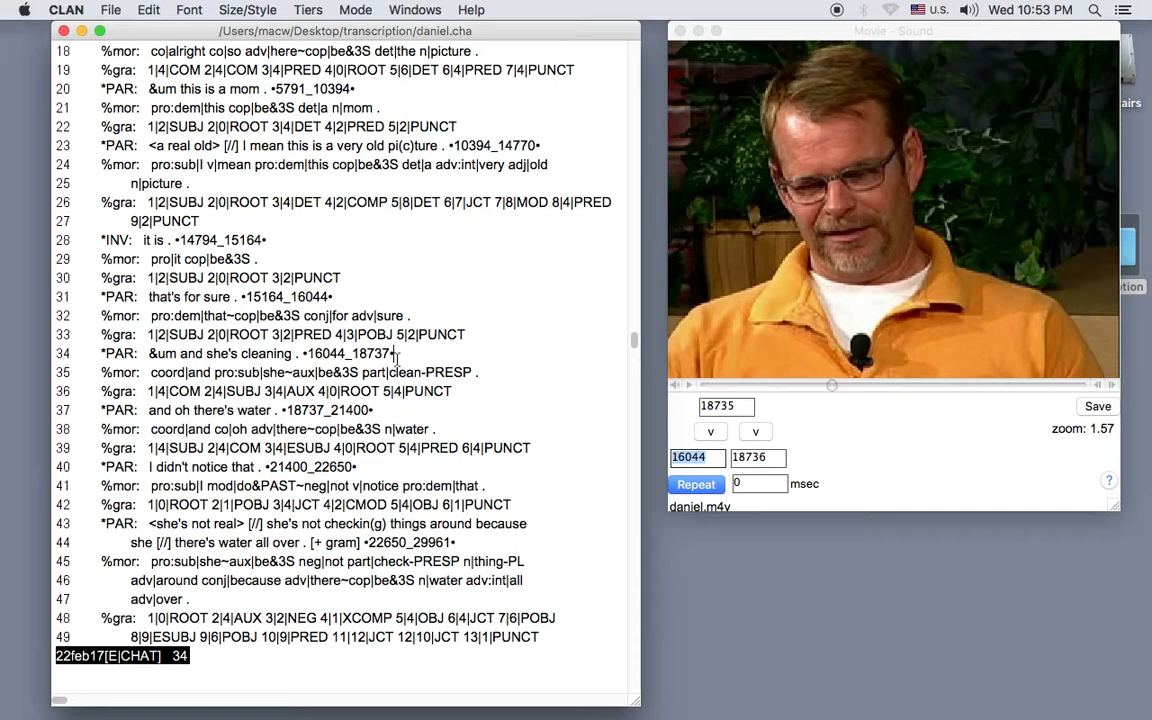 CLAN File Edit View Font Size/Style Tiers Mode Windows Help U.S. Wed 10:53 PM
/Users/macw/Desktop/transcription/daniel.cha
18 %mor: co|alright co|so adv|here~cop|be&3S det|the n|picture .
19 %gra: 1|4|COM 2|4|COM 3|4|PRED 4|0|ROOT 5|6|DET 6|4|PRED 7|4|PUNCT
20 *PAR: &um this is a mom . •5791_10394•
21 %mor: pro:dem|this cop|be&3S det|a n|mom .
22 %gra: 1|2|SUBJ 2|0|ROOT 3|4|DET 4|2|PRED 5|2|PUNCT
23 *PAR: <a real old> [//] I mean this is a very old pi(c)ture . •10394_14770•
24 %mor: pro:sub|I v|mean pro:dem|this cop|be&3S det|a adv:int|very adj|old
25 n|picture .
26 %gra: 1|2|SUBJ 2|0|ROOT 3|4|DET 4|2|COMP 5|8|DET 6|7|JCT 7|8|MOD 8|4|PRED
27 9|2|PUNCT
28 *INV: it is . •14794_15164•
29 %mor: pro|it cop|be&3S .
30 %gra: 1|2|SUBJ 2|0|ROOT 3|2|PUNCT
31 *PAR: that's for sure . •15164_16044•
32 %mor: pro:dem|that~cop|be&3S conj|for adv|sure .
33 %gra: 1|2|SUBJ 2|0|ROOT 3|2|PRED 4|3|POBJ 5|2|PUNCT
34 *PAR: &um and she's cleaning . •16044_18737•
35 %mor: coord|and pro:sub|she~aux|be&3S part|clean-PRESP .
36 %gra: 1|4|COM 2|4|SUBJ 3|4|AUX 4|0|ROOT 5|4|PUNCT
37 *PAR: and oh there's water . •18737_21400•
38 %mor: coord|and co|oh adv|there~cop|be&3S n|water .
39 %gra: 1|4|SUBJ 2|4|COM 3|4|ESUBJ 4|0|ROOT 5|4|PRED 6|4|PUNCT
40 *PAR: I didn't notice that . •21400_22650•
41 %mor: pro:sub|I mod|do&PAST~neg|not v|notice pro:dem|that .
42 %gra: 1|0|ROOT 2|1|POBJ 3|4|JCT 4|2|CMOD 5|4|OBJ 6|1|PUNCT
43 *PAR: <she's not real> [//] she's not checkin(g) things around because
44 she [//] there's water all over . [+ gram] •22650_29961•
45 %mor: pro:sub|she~aux|be&3S neg|not part|check-PRESP n|thing-PL
46 adv|around conj|because adv|there~cop|be&3S n|water adv:int|all
47 adv|over .
48 %gra: 1|0|ROOT 2|4|AUX 3|2|NEG 4|1|XCOMP 5|4|OBJ 6|4|JCT 7|6|POBJ
49 8|9|ESUBJ 9|6|POBJ 10|9|PRED 11|12|JCT 12|10|JCT 13|1|PUNCT
22feb17[E|CHAT] 34
Movie - Sound
18735
Save
v v
zoom: 1.57
16044 18736
Repeat 0 msec
?
daniel.m4v